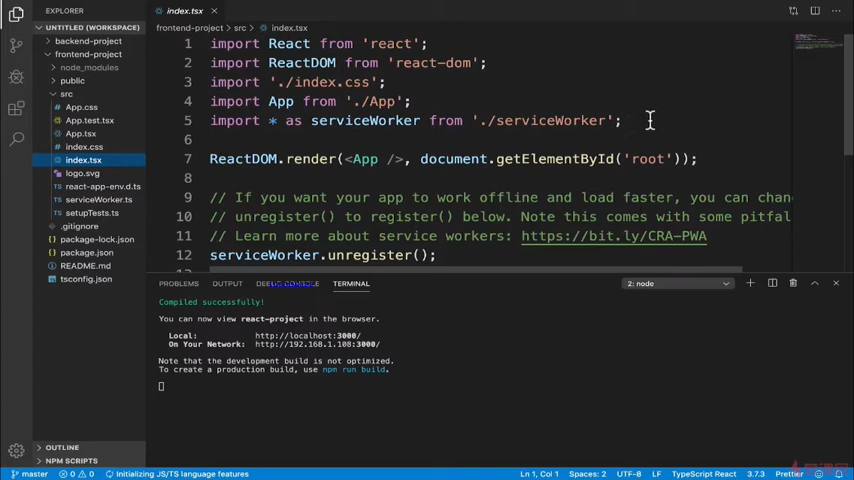 EXPLORER
index.tsx
UNTITLED (WORKSPACE)
backend-project
frontend-project
node_modules
public
src
App.css
App.test.tsx
App.tsx
index.css
index.tsx
logo.svg
react-app-env.d.ts
serviceWorker.ts
setupTests.ts
.gitignore
package-lock.json
package.json
README.md
tsconfig.json
OUTLINE
NPM SCRIPTS
frontend-project > src > index.tsx
1 import React from 'react';
2 import ReactDOM from 'react-dom';
3 import './index.css';
4 import App from './App';
5 import * as serviceWorker from './serviceWorker';
6
7 ReactDOM.render(<App />, document.getElementById('root'));
8
9 // If you want your app to work offline and load faster, you can chan
10 // unregister() to register() below. Note this comes with some pitfal
11 // Learn more about service workers: https://bit.ly/CRA-PWA
12 serviceWorker.unregister();
13
PROBLEMS OUTPUT DEBUG CONSOLE TERMINAL 2: node
Compiled successfully!
You can now view react-project in the browser.
Local: http://localhost:3000/
On Your Network: http://192.168.1.108:3000/
Note that the development build is not optimized.
To create a production build, use npm run build.
master 0 0 Initializing JS/TS language features Ln 1, Col 1 Spaces: 2 UTF-8 LF TypeScript React 3.7.3 Prettier